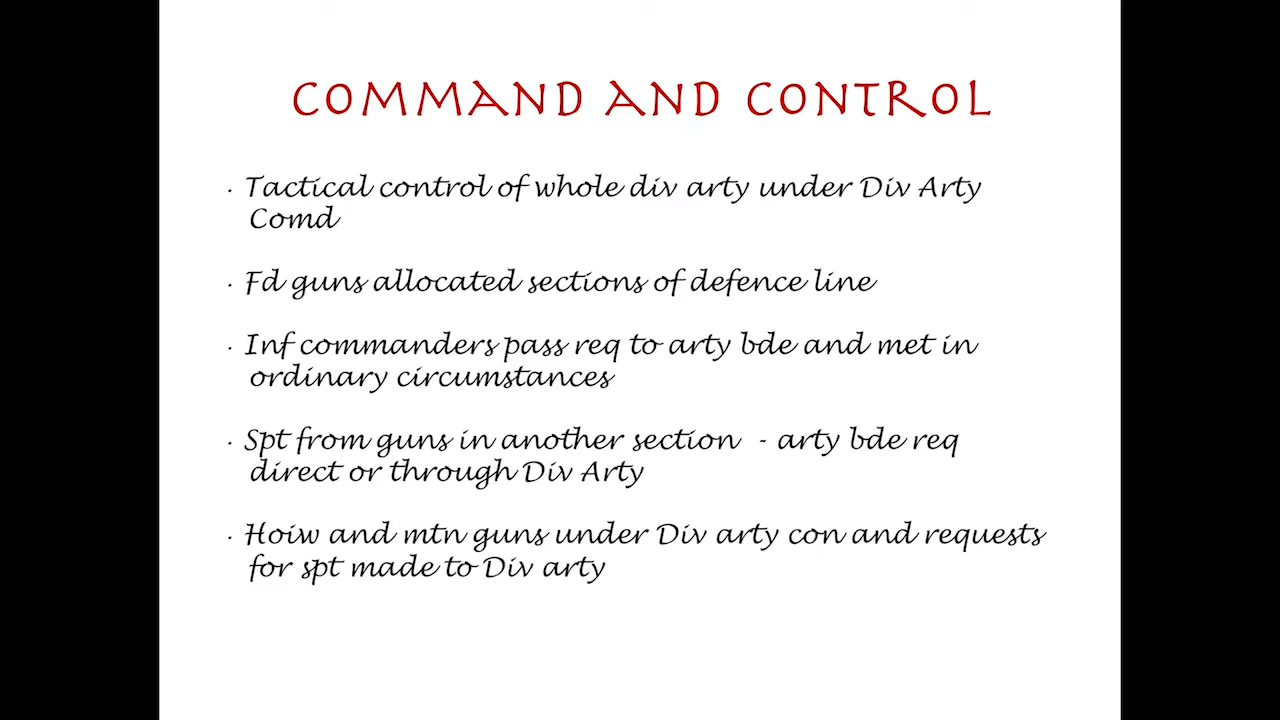 COMMAND AND CONTROL
· Tactical control of whole div arty under Div Arty
Comd
· Fd guns allocated sections of defence line
· Inf commanders pass req to arty bde and met in
ordinary circumstances
· Spt from guns in another section - arty bde req
direct or through Div Arty
· Hoiw and mtn guns under Div arty con and requests
for spt made to Div arty